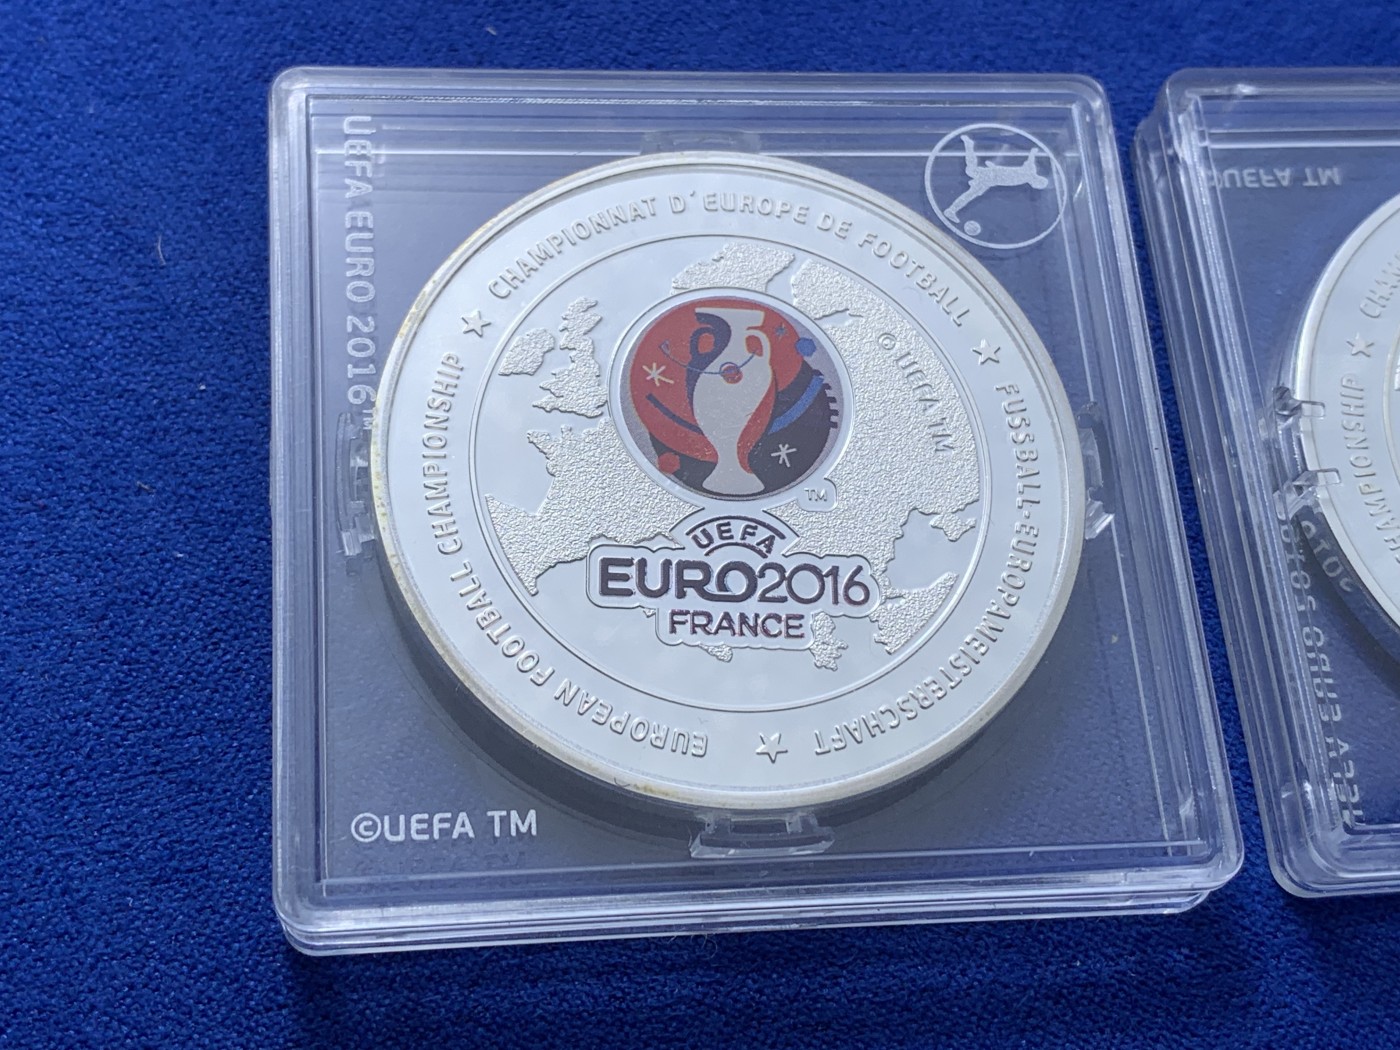 UEFA EURO 2016™
CHAMPIONNAT D'EUROPE DE FOOTBALL
★ FUSSBALL-EUROPAMEISTERSCHAFT ★
EUROPEAN FOOTBALL CHAMPIONSHIP ★
© UEFA TM
TM
UEFA
EURO2016
FRANCE
©UEFA TM
©UEFA TM